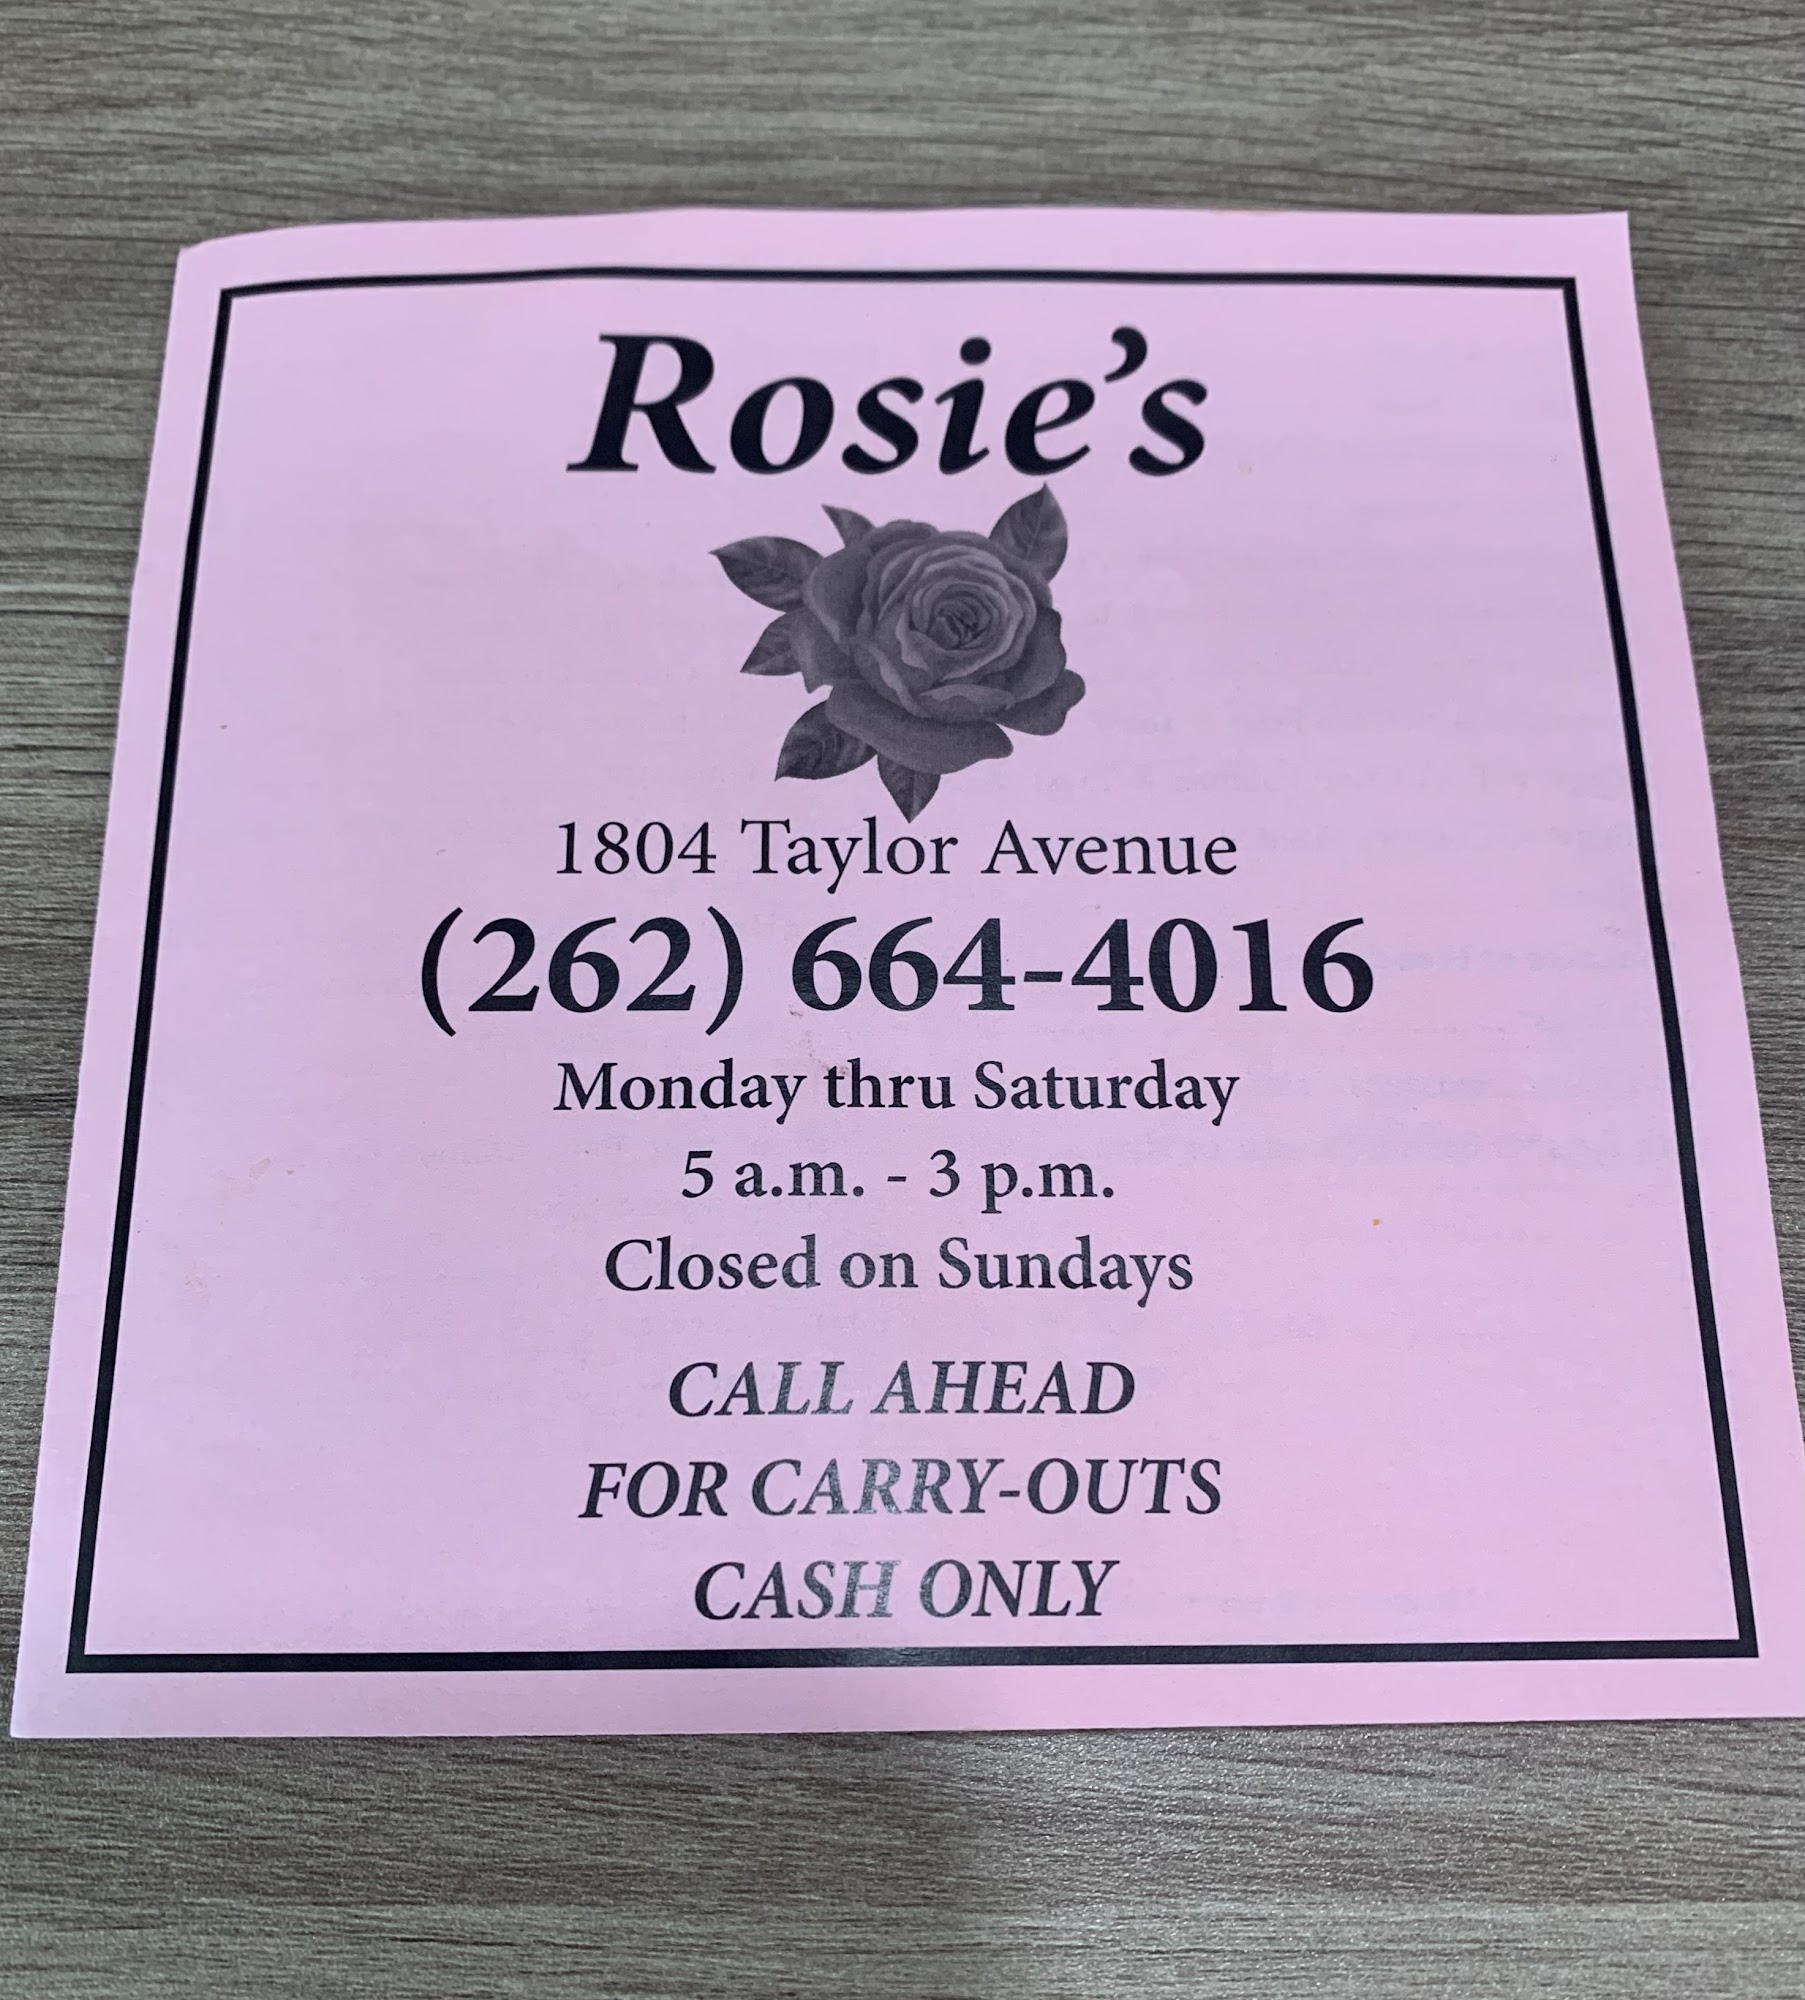 Rosie’s
1804 Taylor Avenue
(262) 664-4016
Monday thru Saturday
5 a.m. - 3 p.m.
Closed on Sundays
CALL AHEAD
FOR CARRY-OUTS
CASH ONLY